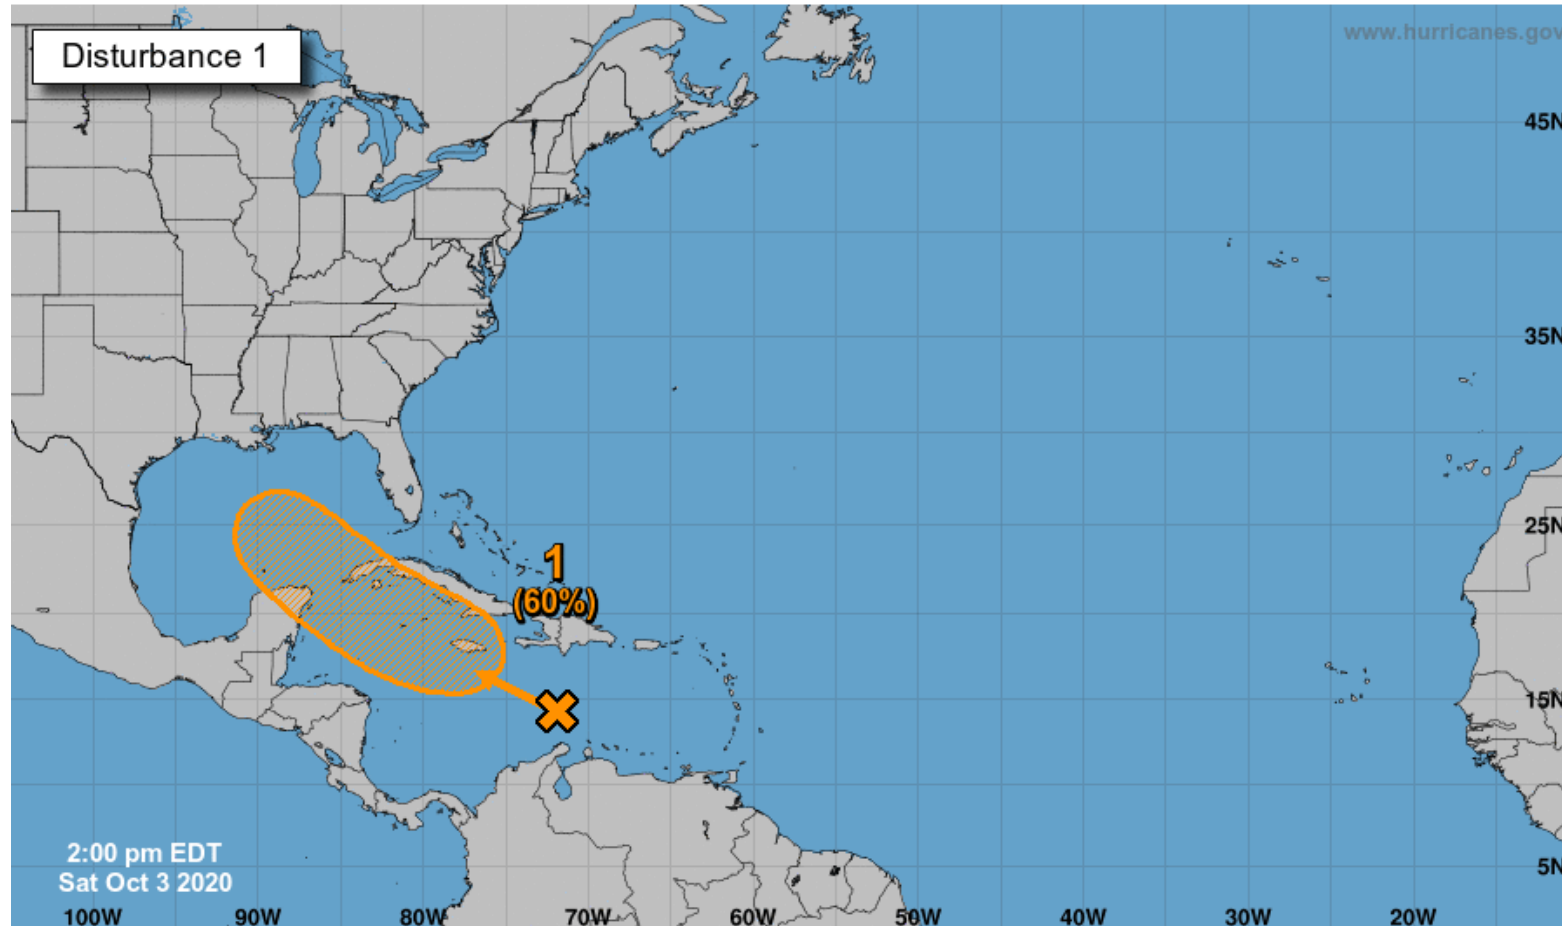 Disturbance 1
www.hurricanes.gov
45N
35N
25N
1
(60%)
15N
5N
2:00 pm EDT
Sat Oct 3 2020
100W 90W 80W 70W 60W 50W 40W 30W 20W